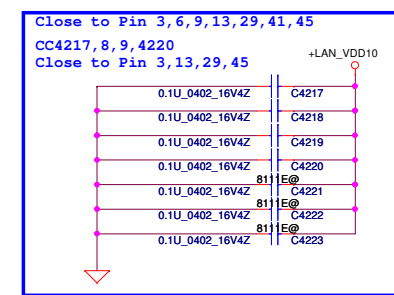 Close to Pin 3,6,9,13,29,41,45
CC4217,8,9,4220
Close to Pin 3,13,29,45
+LAN_VDD10
0.1U_0402_16V4Z C4217
0.1U_0402_16V4Z C4218
0.1U_0402_16V4Z C4219
0.1U_0402_16V4Z C4220
8111E@
0.1U_0402_16V4Z C4221
8111E@
0.1U_0402_16V4Z C4222
8111E@
0.1U_0402_16V4Z C4223